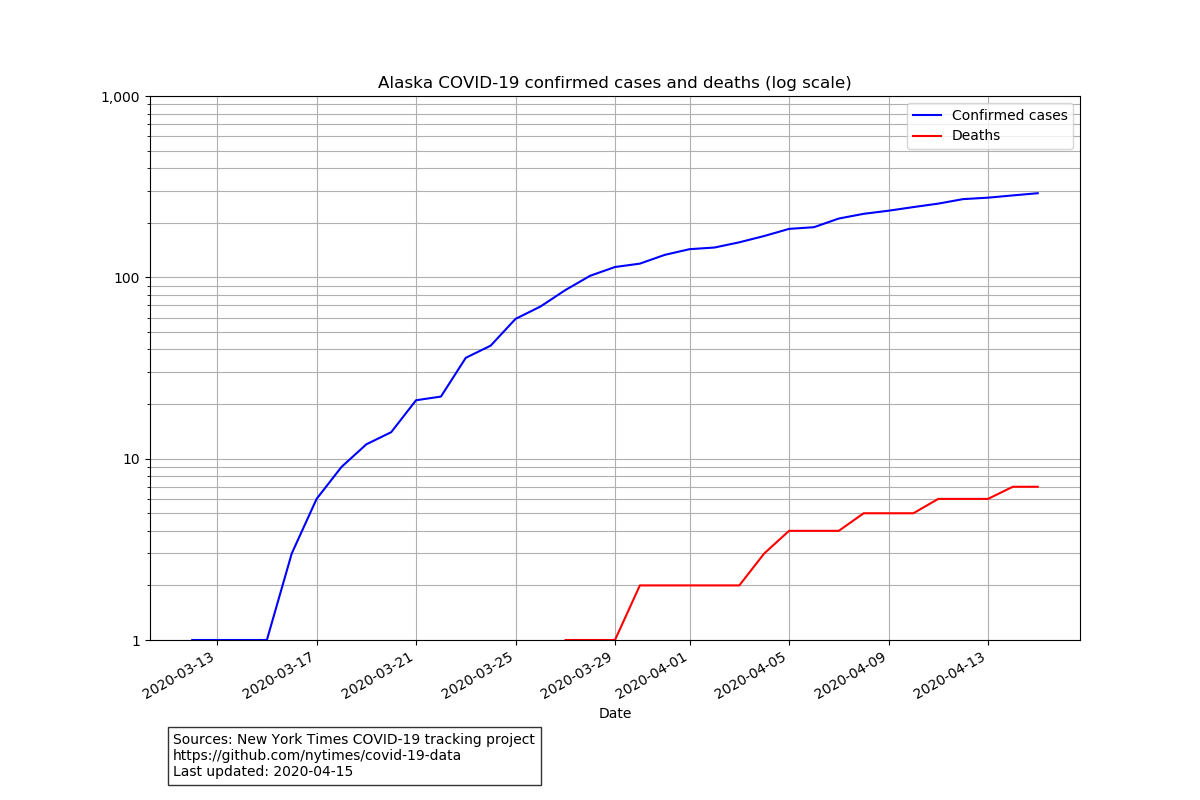 Alaska COVID-19 confirmed cases and deaths (log scale)
1,000
100
10
1
Confirmed cases
Deaths
2020-03-13
2020-03-17
2020-03-21
2020-03-25
2020-03-29
2020-04-01
2020-04-05
2020-04-09
2020-04-13
Date
Sources: New York Times COVID-19 tracking project
https://github.com/nytimes/covid-19-data
Last updated: 2020-04-15